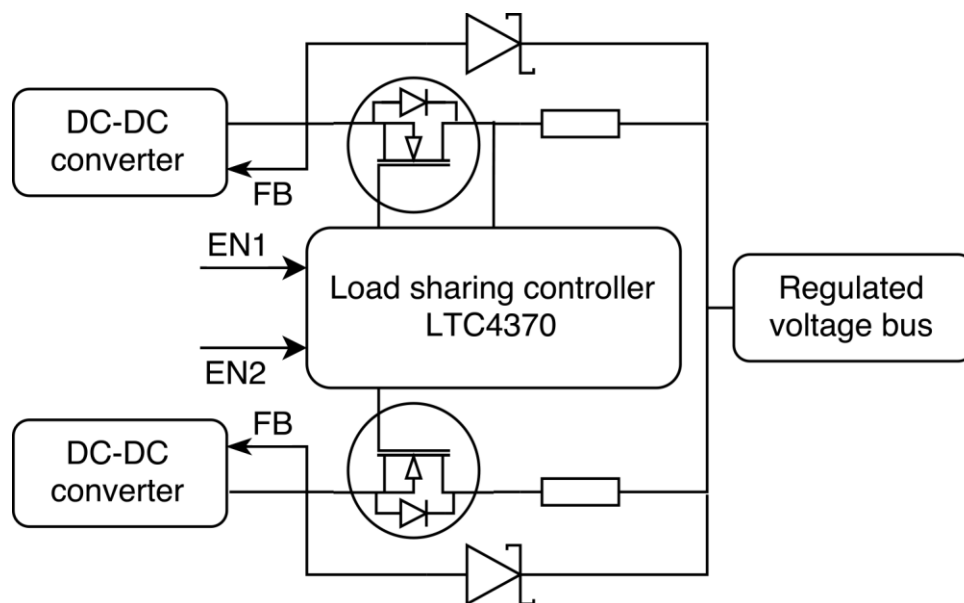 DC-DC
converter
FB
EN1
Load sharing controller
LTC4370
Regulated
voltage bus
EN2
FB
DC-DC
converter